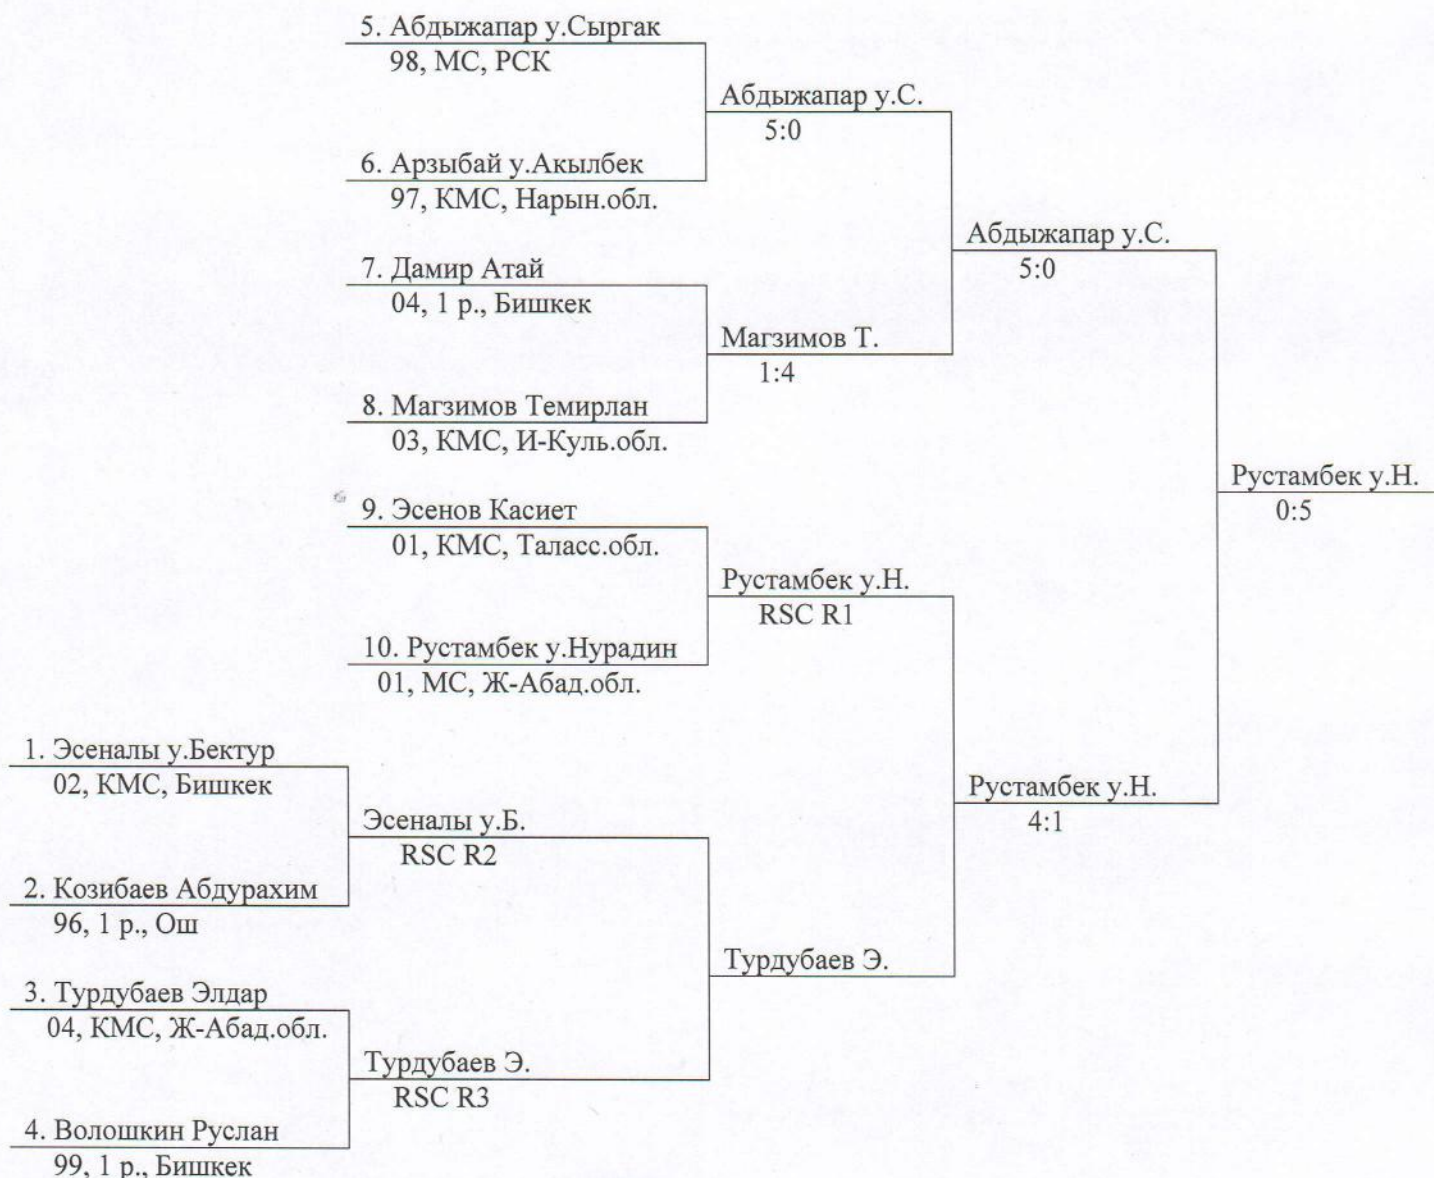 5. Абдыжапар у.Сыргак
98, МС, РСК
Абдыжапар у.С.
5:0
6. Арзыбай у.Акылбек
97, КМС, Нарын.обл.
Абдыжапар у.С.
5:0
7. Дамир Атай
04, 1 р., Бишкек
Магзимов Т.
1:4
8. Магзимов Темирлан
03, КМС, И-Куль.обл.
Рустамбек у.Н.
0:5
9. Эсенов Касиет
01, КМС, Таласс.обл.
Рустамбек у.Н.
RSC R1
10. Рустамбек у.Нурадин
01, МС, Ж-Абад.обл.
1. Эсеналы у.Бектур
02, КМС, Бишкек
Рустамбек у.Н.
4:1
Эсеналы у.Б.
RSC R2
2. Козибаев Абдурахим
96, 1 р., Ош
Турдубаев Э.
3. Турдубаев Элдар
04, КМС, Ж-Абад.обл.
Турдубаев Э.
RSC R3
4. Волошкин Руслан
99, 1 р., Бишкек